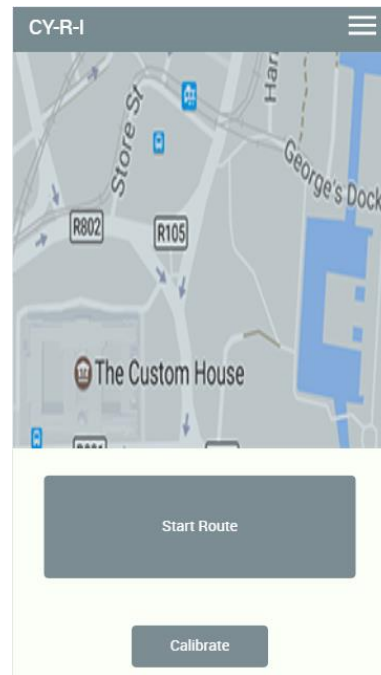 CY-R-I
Store St
Har
George's Dock
R802
R105
The Custom House
Start Route
Calibrate